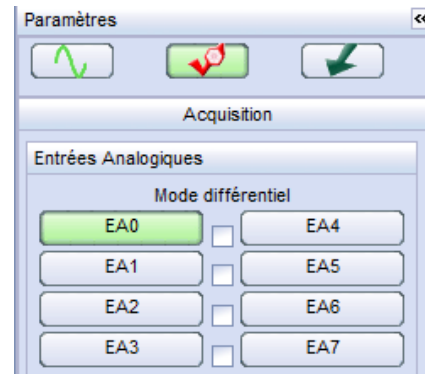 Paramètres
Acquisition
Entrées Analogiques
Mode différentiel
EA0 EA4
EA1 EA5
EA2 EA6
EA3 EA7